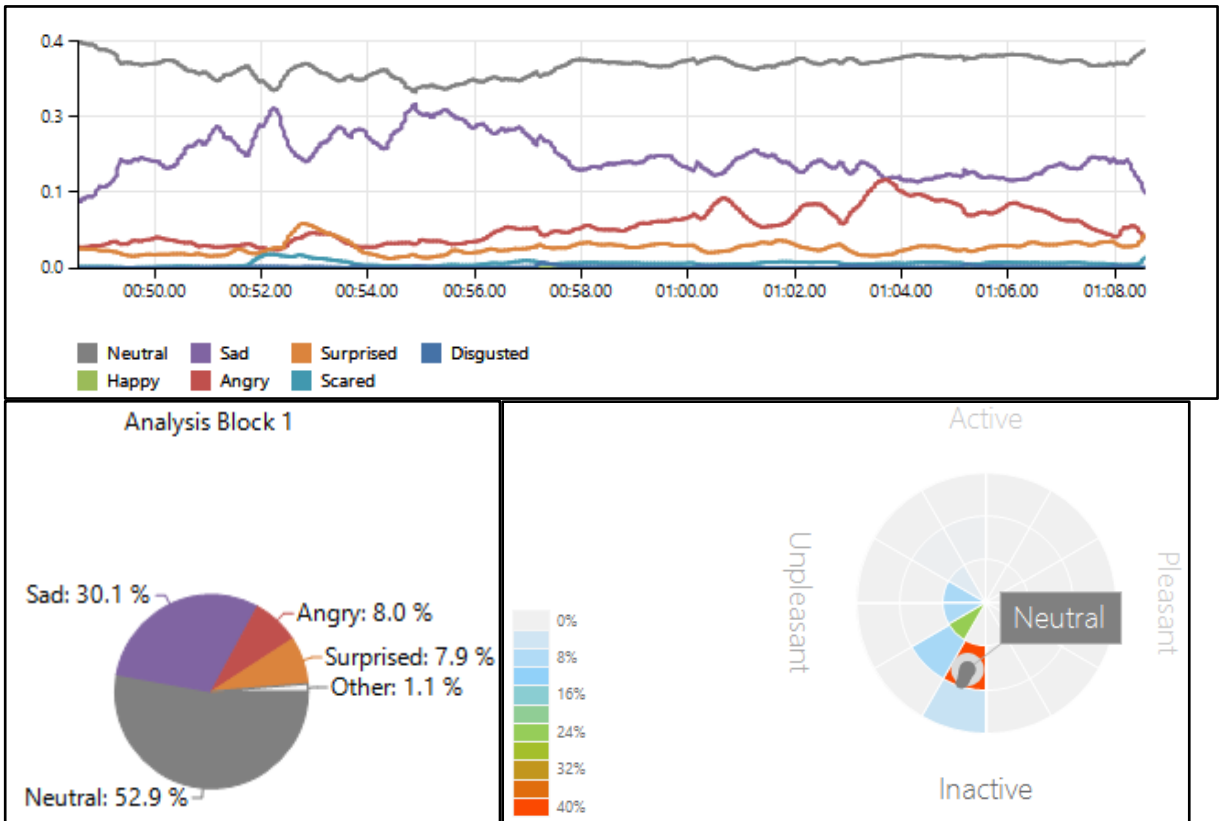 0.4
0.3
0.1
0.0
00:50.00 00:52.00 00:54.00 00:56.00 00:58.00 01:00.00 01:02.00 01:04.00 01:06.00 01:08.00
Neutral Sad Surprised Disgusted
Happy Angry Scared
Analysis Block 1
Sad: 30.1 %
Angry: 8.0 %
Surprised: 7.9 %
Other: 1.1 %
Neutral: 52.9 %
Active
Unpleasant
Pleasant
Neutral
Inactive
0%
8%
16%
24%
32%
40%